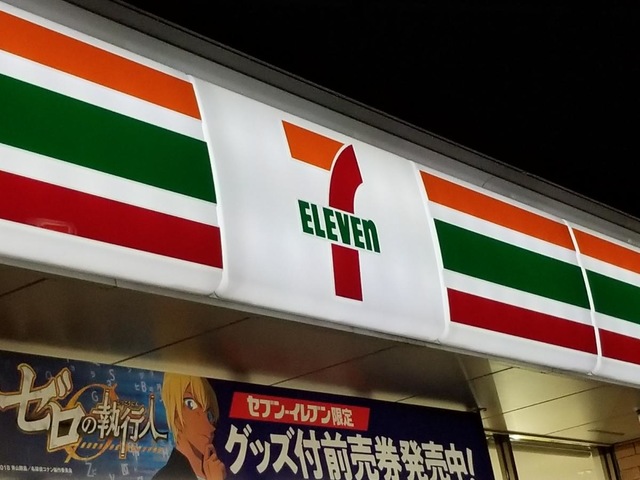 ELEVEn
ゼロの執行人
セブン-イレブン限定
グッズ付前売券発売中!